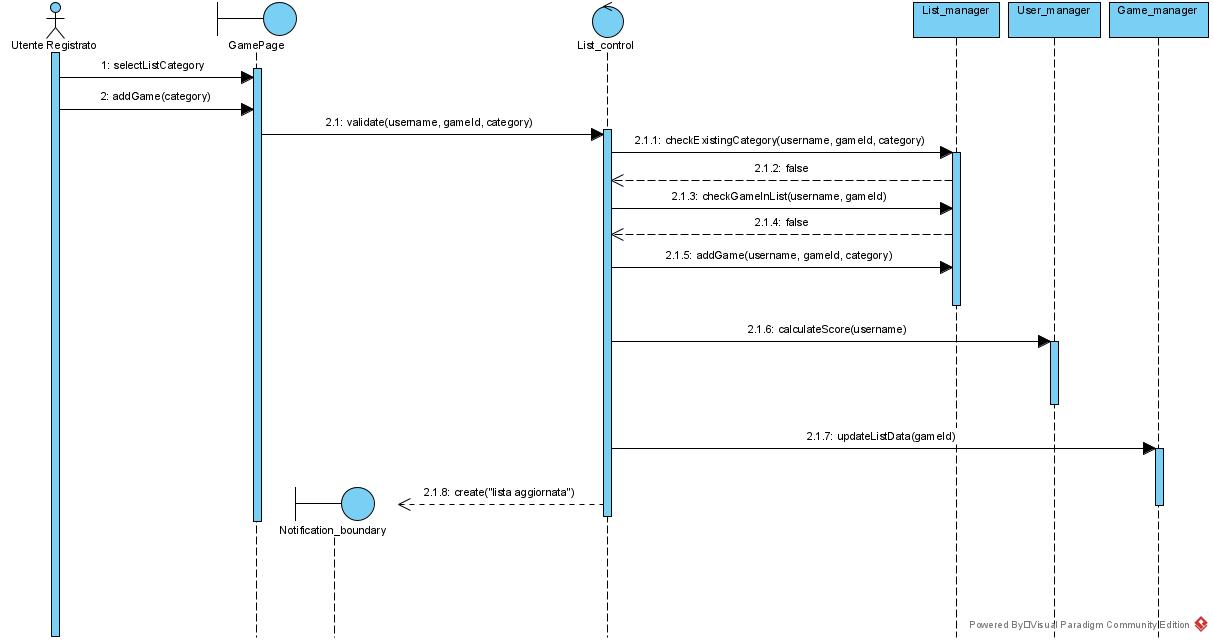 List_manager
User_manager
Game_manager
Utente Registrato
GamePage
List_control
1: selectListCategory
2: addGame(category)
2.1: validate(username, gameId, category)
2.1.1: checkExistingCategory(username, gameId, category)
2.1.2: false
2.1.3: checkGameInList(username, gameId)
2.1.4: false
2.1.5: addGame(username, gameId, category)
2.1.6: calculateScore(username)
2.1.7: updateListData(gameId)
2.1.8: create("lista aggiornata")
Notification_boundary
Powered By Visual Paradigm Community Edition